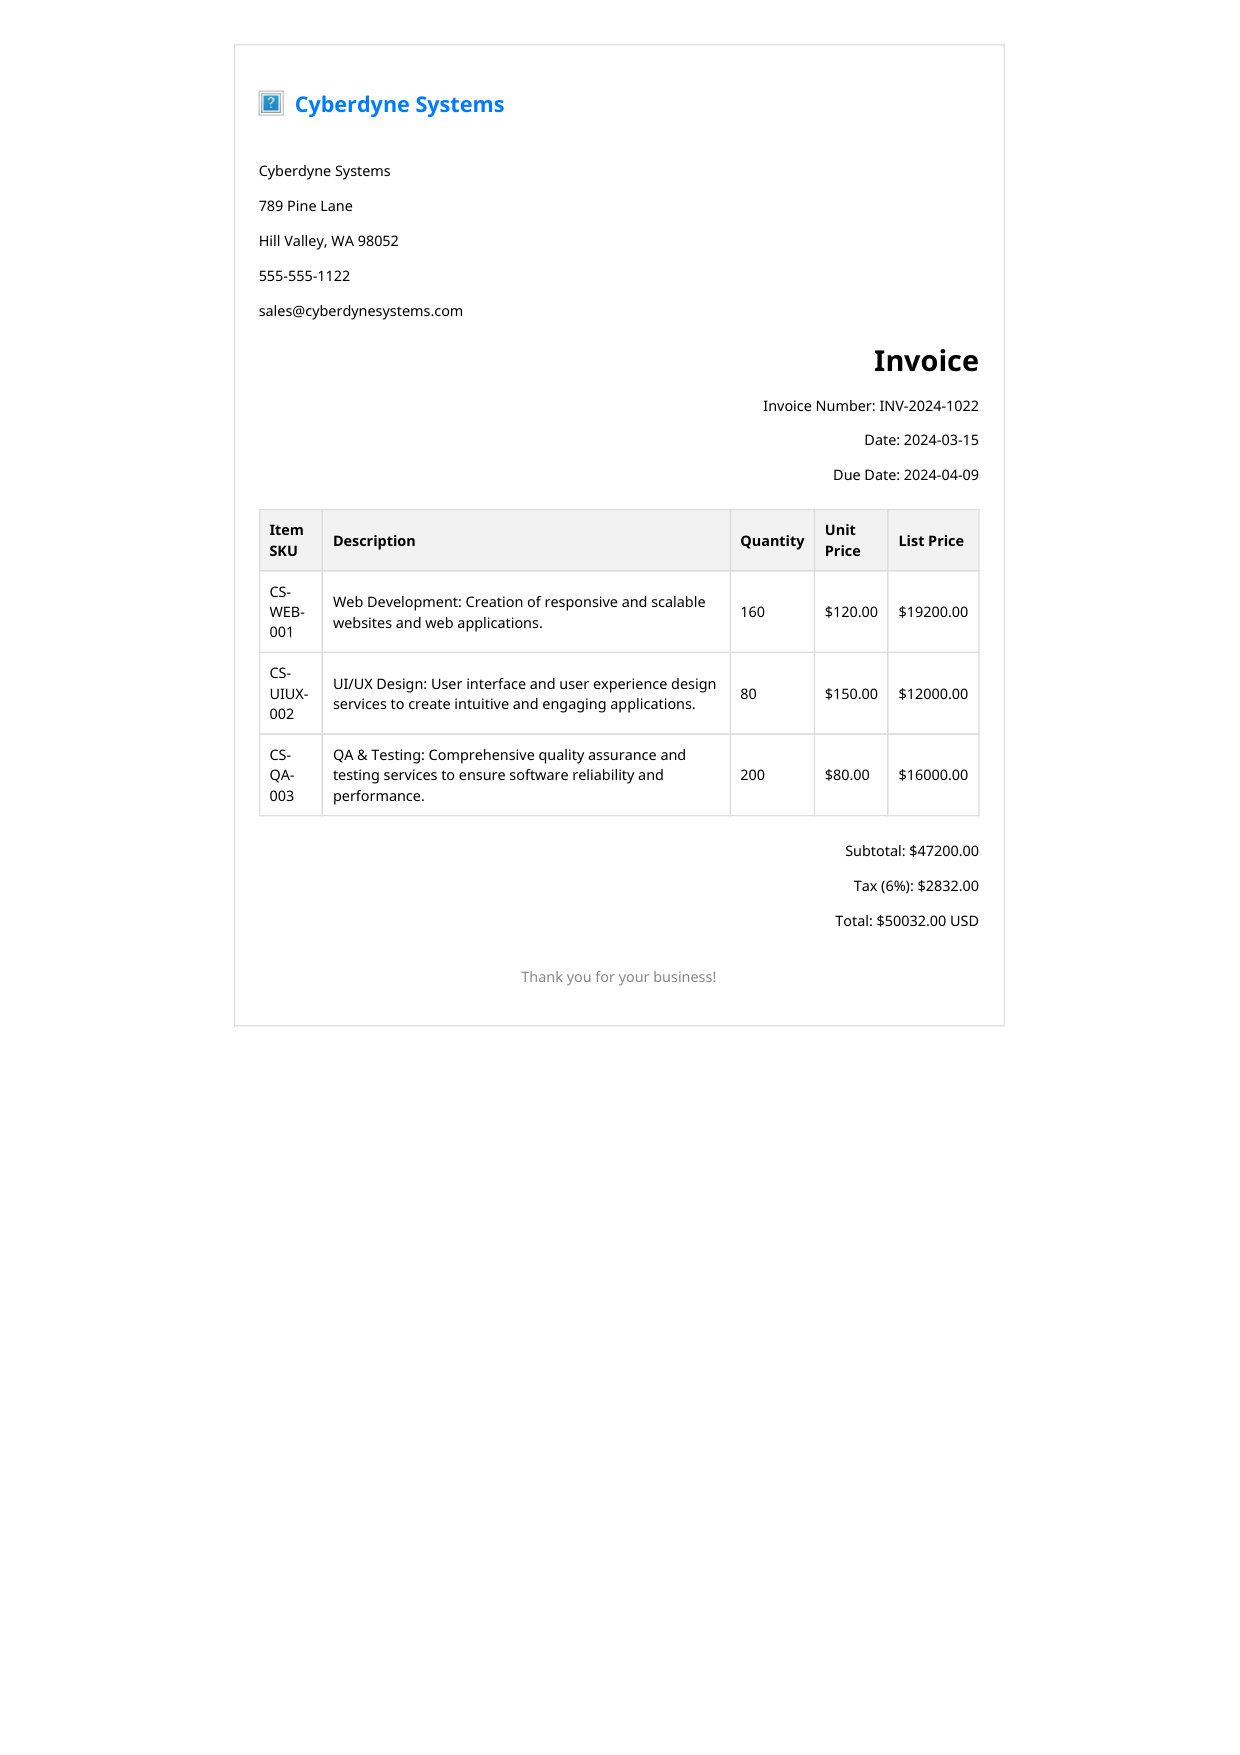 Cyberdyne Systems
Cyberdyne Systems
789 Pine Lane
Hill Valley, WA 98052
555-555-1122
sales@cyberdynesystems.com
Invoice
Invoice Number: INV-2024-1022
Date: 2024-03-15
Due Date: 2024-04-09
Item SKU Description Quantity Unit Price List Price
CS-WEB-001 Web Development: Creation of responsive and scalable websites and web applications. 160 $120.00 $19200.00
CS-UIUX-002 UI/UX Design: User interface and user experience design services to create intuitive and engaging applications. 80 $150.00 $12000.00
CS-QA-003 QA & Testing: Comprehensive quality assurance and testing services to ensure software reliability and performance. 200 $80.00 $16000.00
Subtotal: $47200.00
Tax (6%): $2832.00
Total: $50032.00 USD
Thank you for your business!